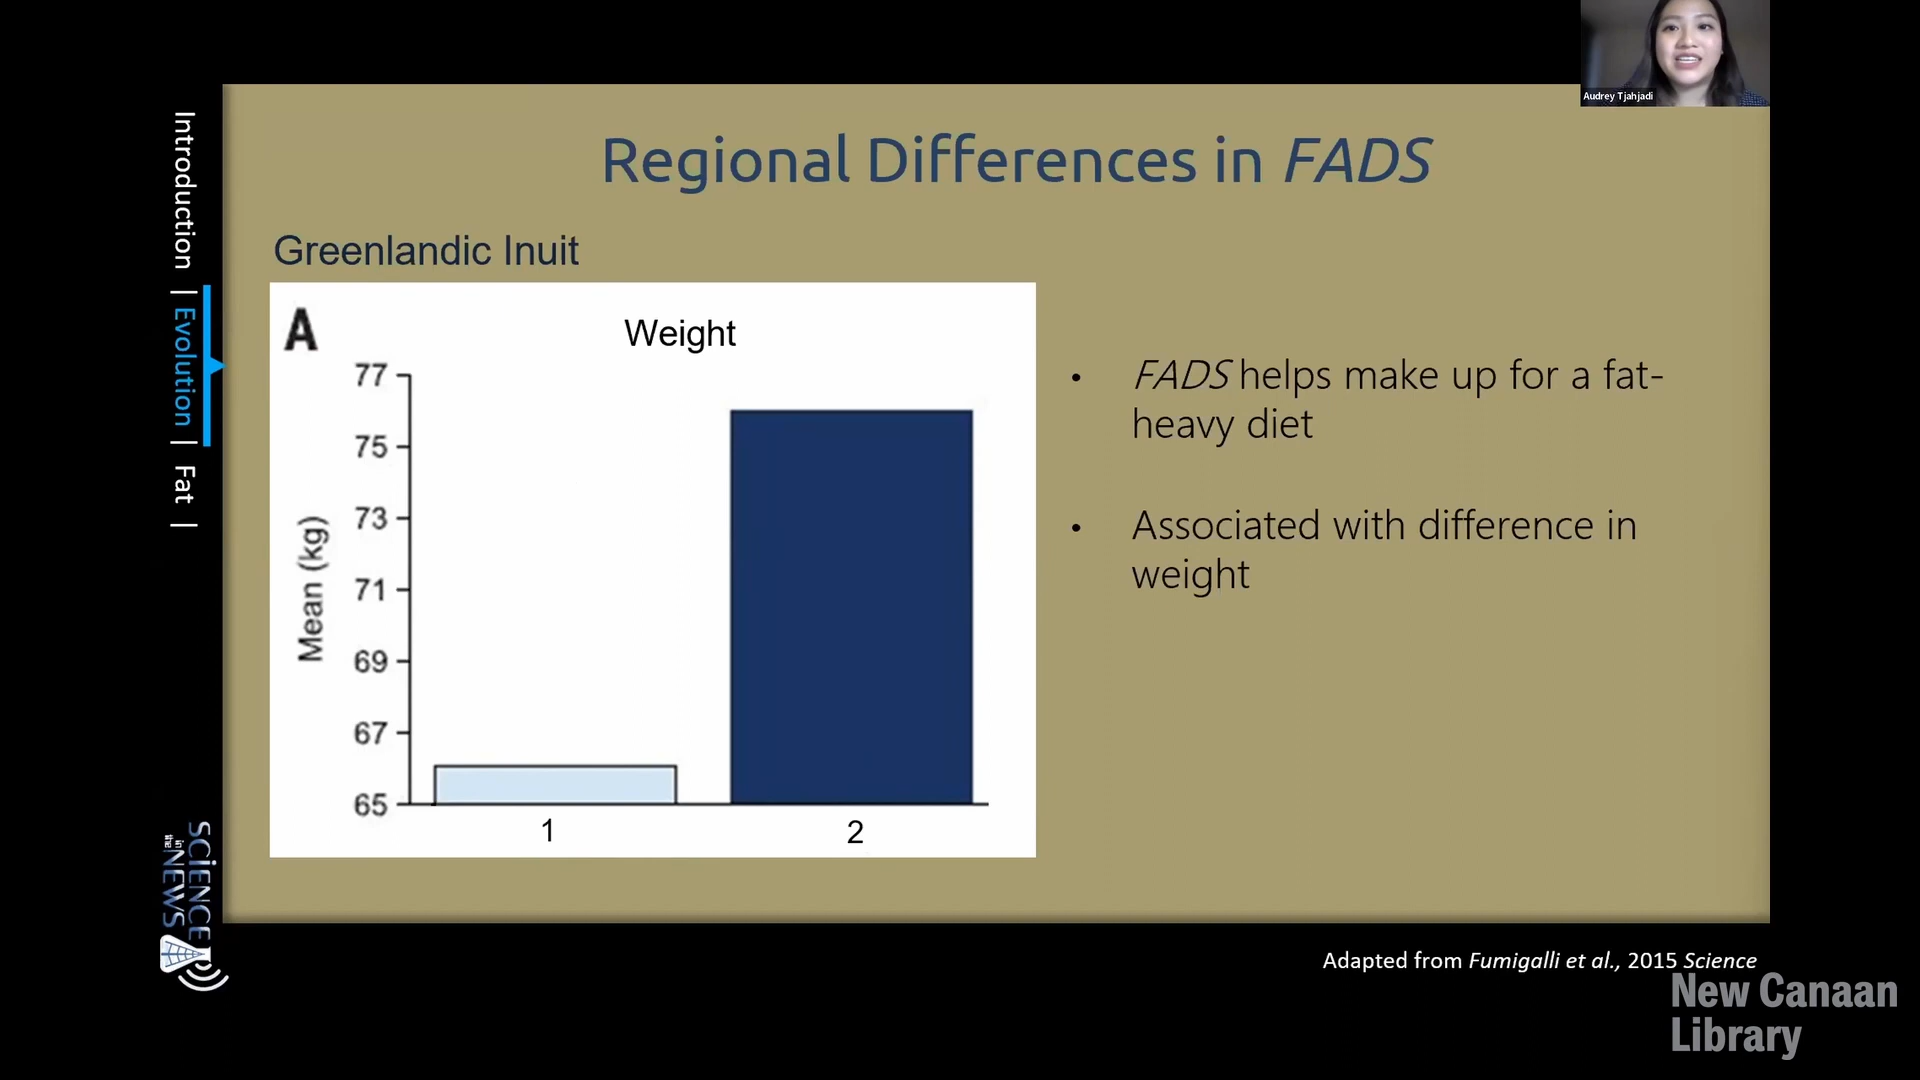 Audrey Tjahjadi
Introduction | Evolution | Fat |
Regional Differences in FADS
Greenlandic Inuit
A
Weight
77
75
73
71
69
67
65
Mean (kg)
1
2
• FADS helps make up for a fat-
heavy diet
• Associated with difference in
weight
SCIENCE
in the
NEWS
Adapted from Fumigalli et al., 2015 Science
New Canaan
Library